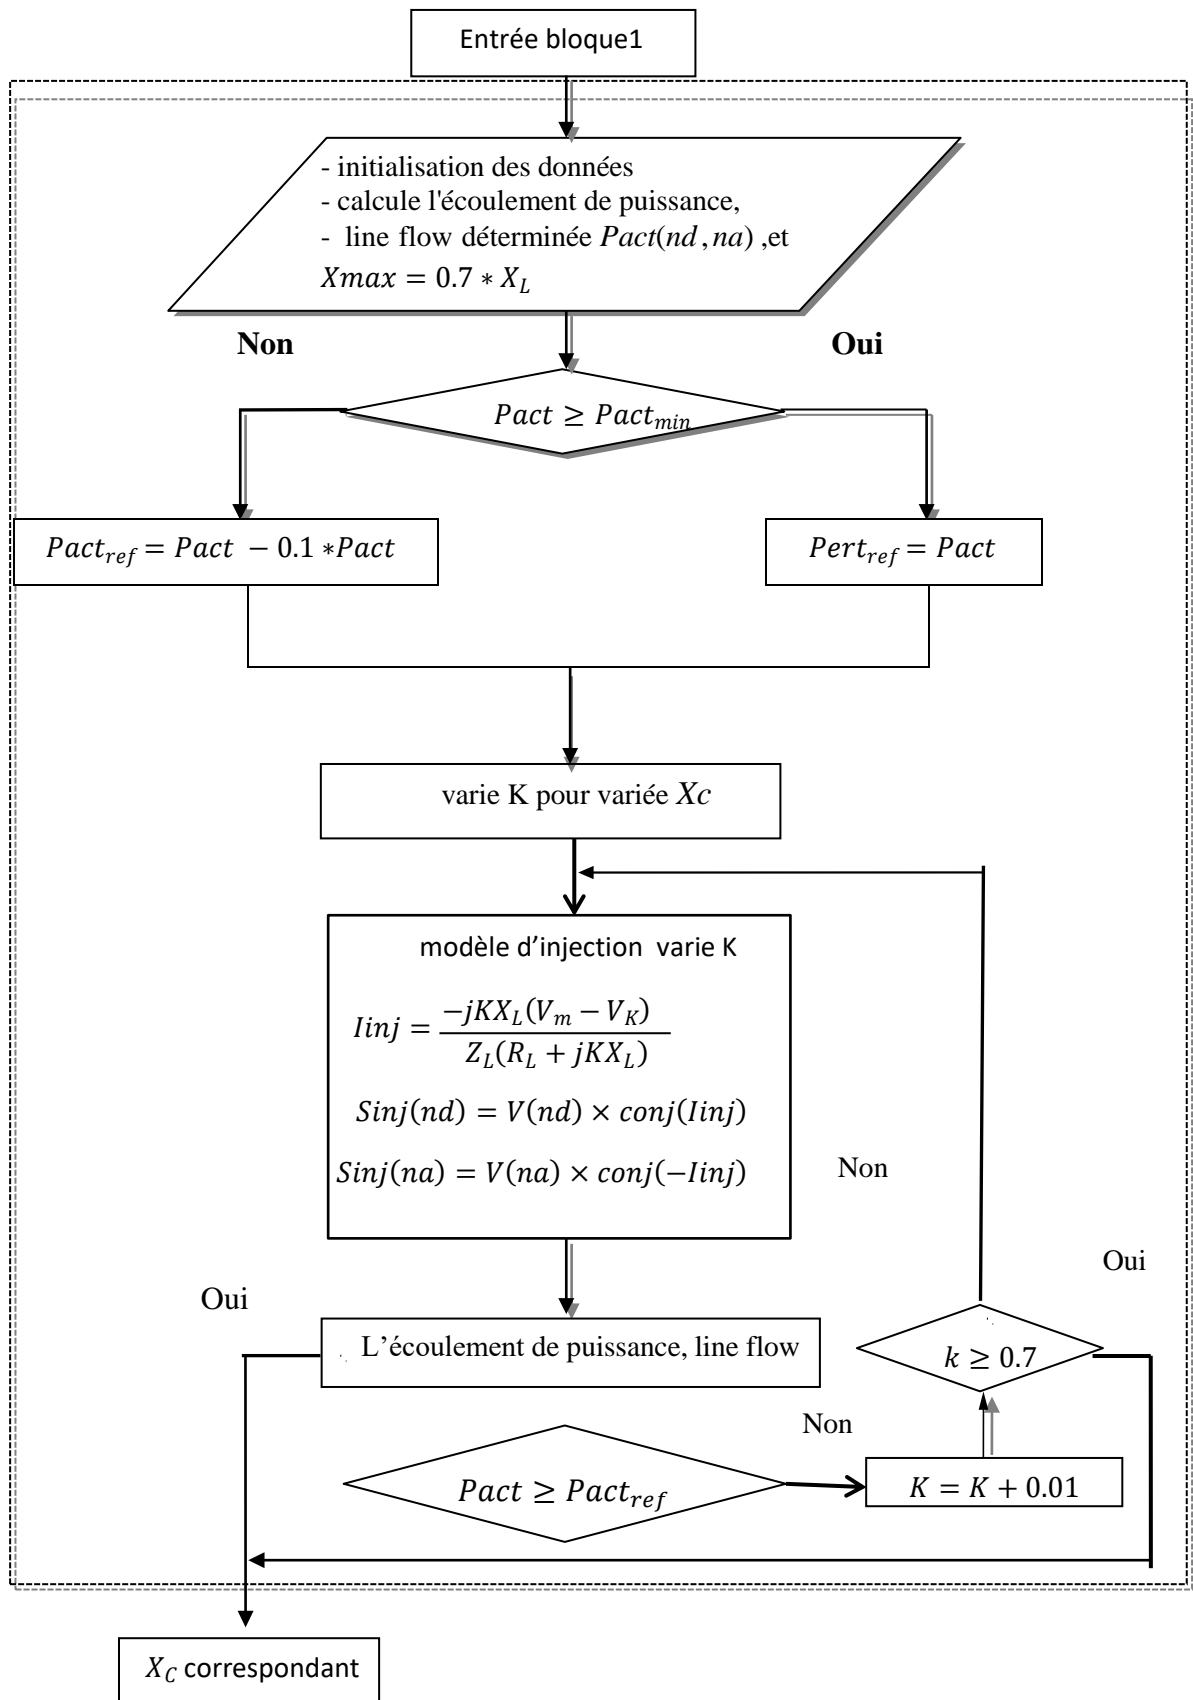 Entrée bloque1
- initialisation des données
- calcule l'écoulement de puissance,
- line flow déterminée Pact(nd,na) ,et
Xmax = 0.7 * X_L
Non
Oui
Pact ≥ Pact_min
Pact_ref = Pact − 0.1 *Pact
Pert_ref = Pact
varie K pour variée Xc
modèle d’injection varie K
Iinj = \frac{-jKX_L(V_m − V_K)}{Z_L(R_L + jKX_L)}
Sinj(nd) = V(nd) × conj(Iinj)
Sinj(na) = V(na) × conj(−Iinj)
Non
Oui
Oui
L’écoulement de puissance, line flow
k ≥ 0.7
Non
Pact ≥ Pact_ref
K = K + 0.01
X_C correspondant